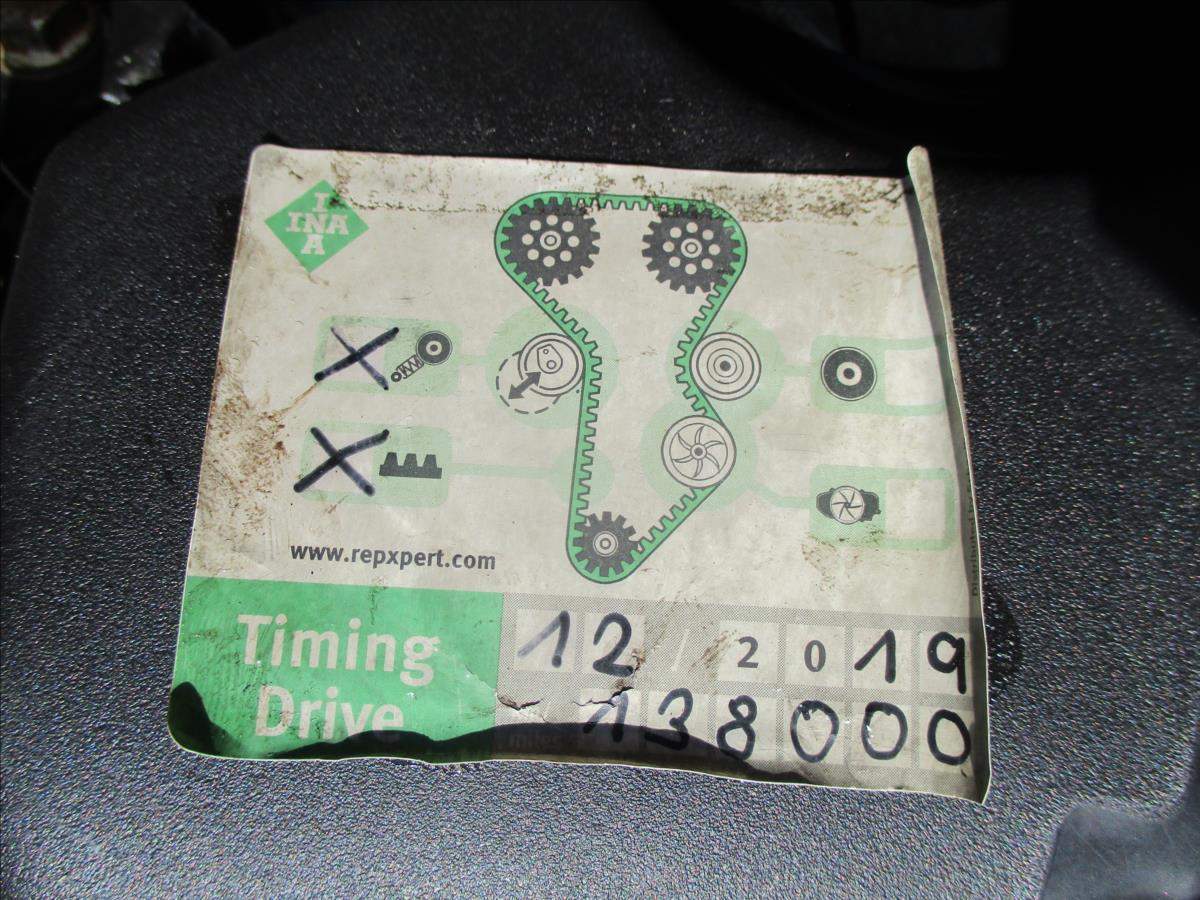 INA
www.repxpert.com
Timing
Drive
12 / 2019
138000